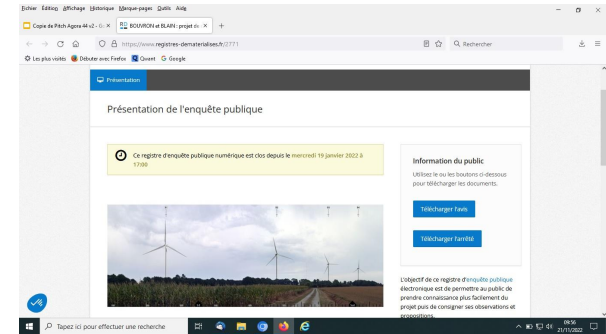 Fichier Édition Affichage Historique Marque-pages Outils Aide
Copie de Pitch Agora 44 v2 - G
BOUVRON et BLAIN : projet de
https://www.registres-dematerialises.fr/2771
Rechercher
Les plus visités Débuter avec Firefox Qwant G Google
Présentation
Présentation de l'enquête publique
Ce registre d'enquête publique numérique est clos depuis le mercredi 19 janvier 2022 à
17:00
Information du public
Utilisez le ou les boutons ci-dessous
pour télécharger les documents.
Télécharger l'avis
Télécharger l'arrêté
L'objectif de ce registre d'enquête publique
électronique est de permettre au public de
prendre connaissance plus facilement du
projet puis de consigner ses observations et
propositions.
Tapez ici pour effectuer une recherche
09:56
21/11/2022